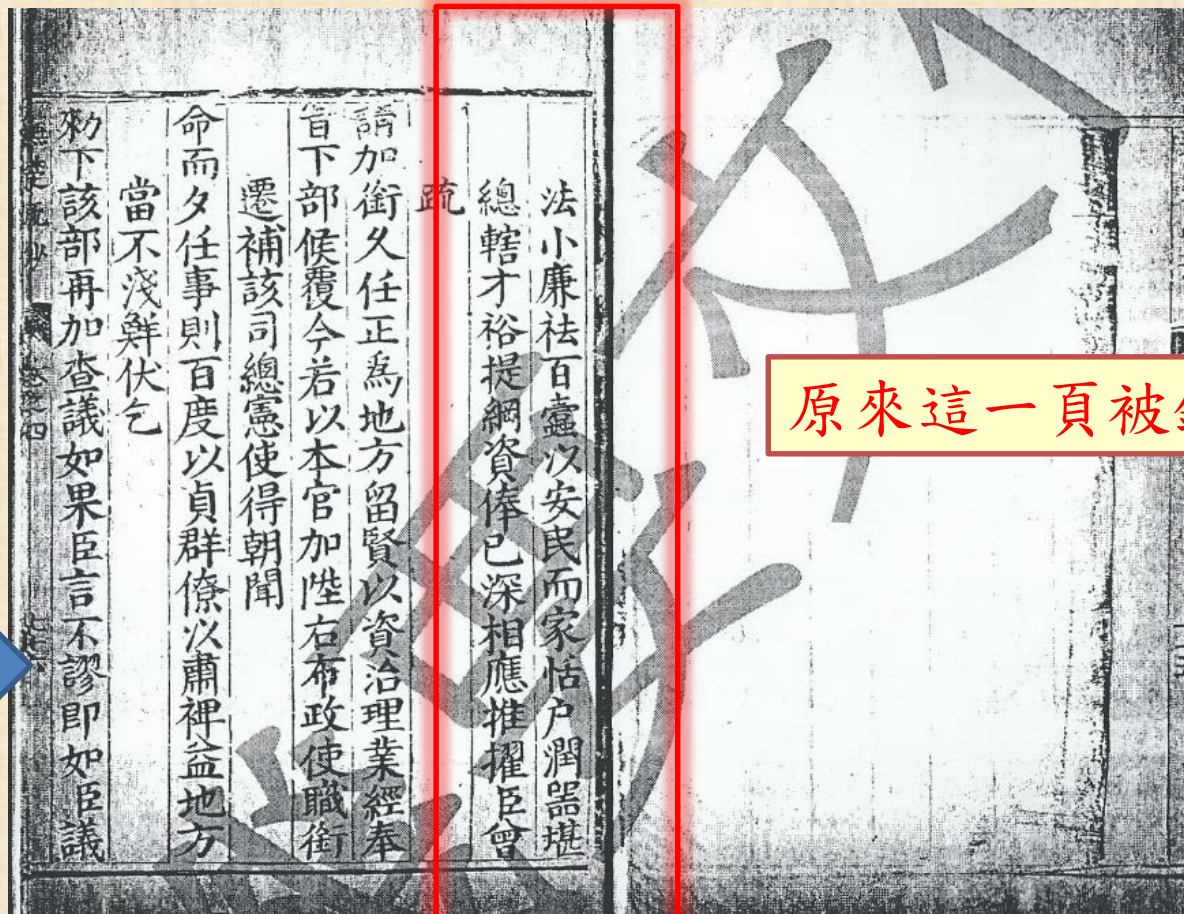 法小廉祛百蠹以安民而家恬户潤噐堪
總轄才裕提綱資俸已深相應推擢臣曾
疏
請加銜久任正為地方留賢以資治理業經奉
旨下部候覆今若以本官加陞右布政使職銜
遷補該司總憲使得朝聞
命而夕任事則百度以貞群僚以肅裨益地方
當不淺鮮伏乞
勑下該部再加查議如果臣言不謬即如臣議
原來這一頁被